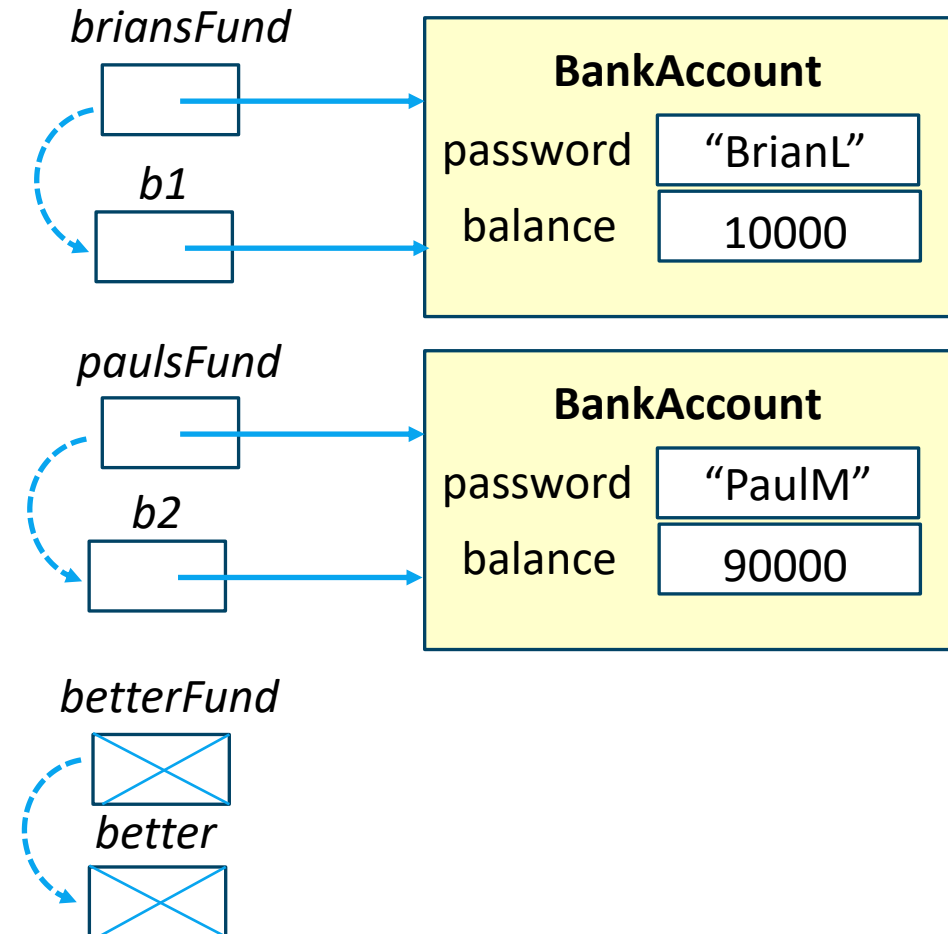 briansFund
BankAccount
password “BrianL”
b1
balance 10000
paulsFund
BankAccount
password “PaulM”
b2
balance 90000
betterFund
better